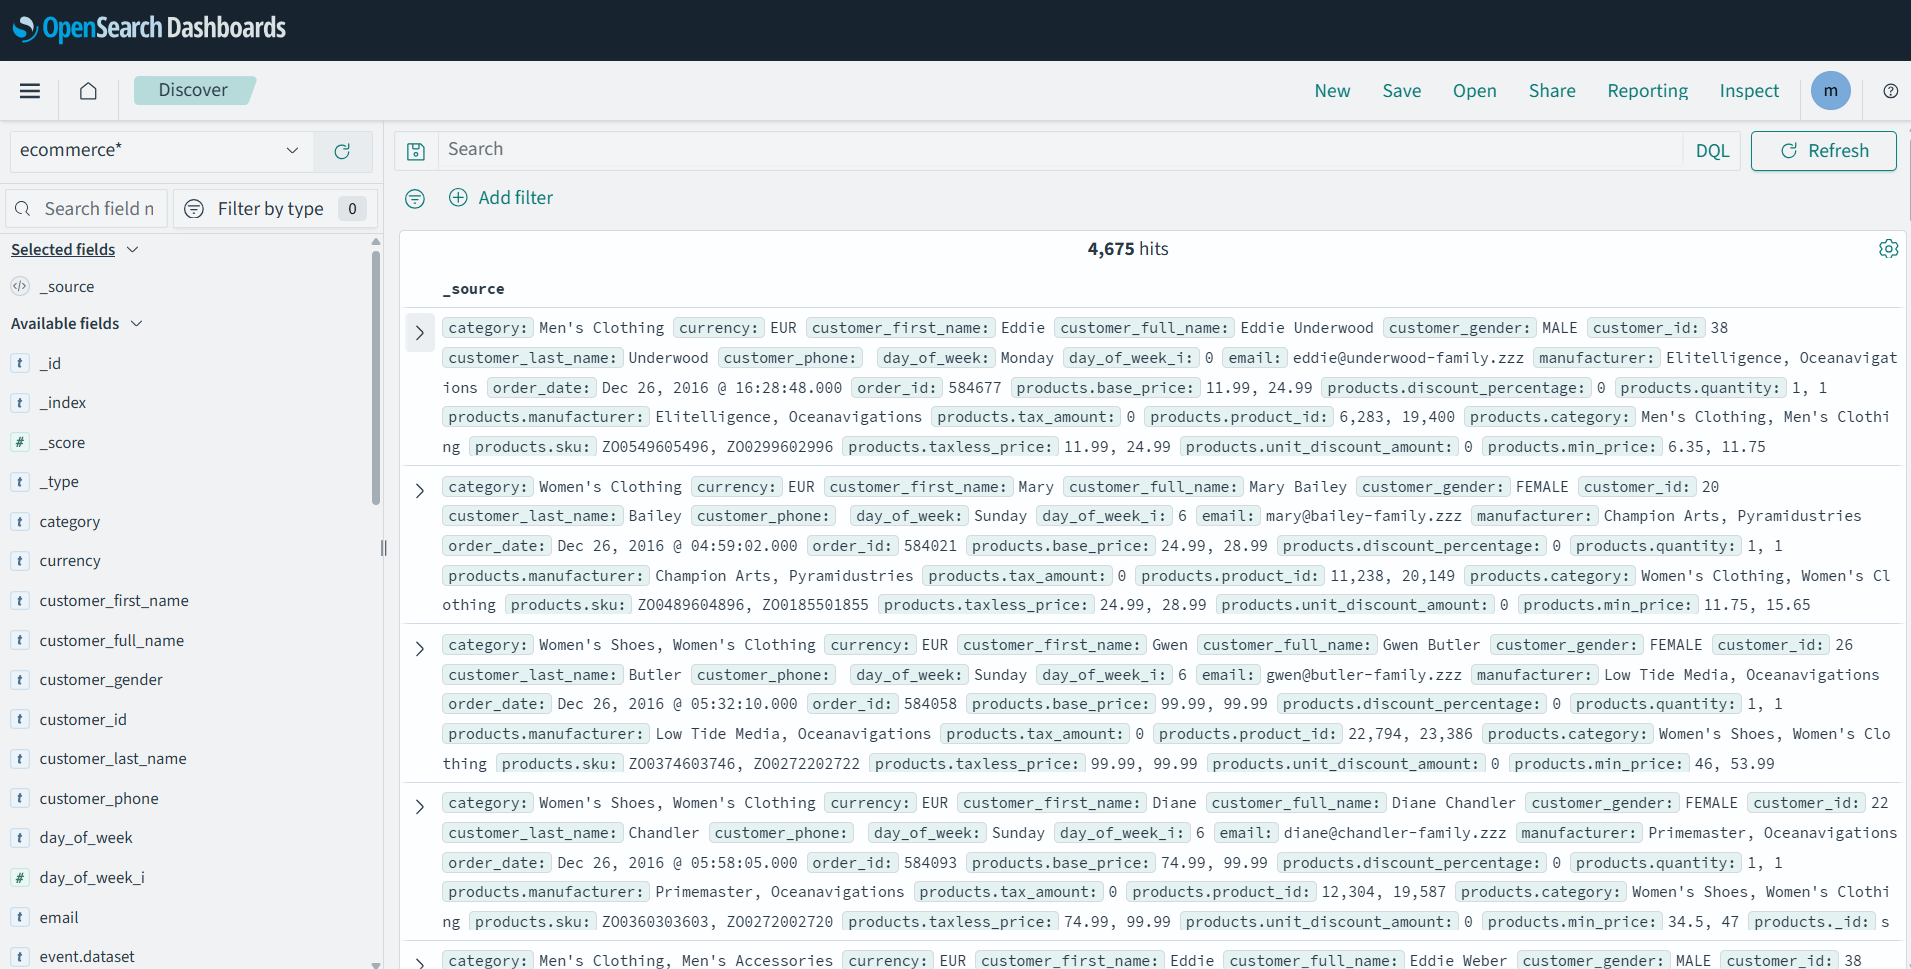 OpenSearch Dashboards
Discover
New Save Open Share Reporting Inspect m
ecommerce*
Search
DQL
Refresh
Search field n
Filter by type 0
Add filter
Selected fields
_source
Available fields
t _id
t _index
# _score
t _type
t category
t currency
t customer_first_name
t customer_full_name
t customer_gender
t customer_id
t customer_last_name
t customer_phone
t day_of_week
# day_of_week_i
t email
t event.dataset
4,675 hits
_source
category: Men's Clothing currency: EUR customer_first_name: Eddie customer_full_name: Eddie Underwood customer_gender: MALE customer_id: 38
customer_last_name: Underwood customer_phone: day_of_week: Monday day_of_week_i: 0 email: eddie@underwood-family.zzz manufacturer: Elitelligence, Oceanavigat
ions order_date: Dec 26, 2016 @ 16:28:48.000 order_id: 584677 products.base_price: 11.99, 24.99 products.discount_percentage: 0 products.quantity: 1, 1
products.manufacturer: Elitelligence, Oceanavigations products.tax_amount: 0 products.product_id: 6,283, 19,400 products.category: Men's Clothing, Men's Clothi
ng products.sku: ZO0549605496, ZO0299602996 products.taxless_price: 11.99, 24.99 products.unit_discount_amount: 0 products.min_price: 6.35, 11.75
category: Women's Clothing currency: EUR customer_first_name: Mary customer_full_name: Mary Bailey customer_gender: FEMALE customer_id: 20
customer_last_name: Bailey customer_phone: day_of_week: Sunday day_of_week_i: 6 email: mary@bailey-family.zzz manufacturer: Champion Arts, Pyramidustries
order_date: Dec 26, 2016 @ 04:59:02.000 order_id: 584021 products.base_price: 24.99, 28.99 products.discount_percentage: 0 products.quantity: 1, 1
products.manufacturer: Champion Arts, Pyramidustries products.tax_amount: 0 products.product_id: 11,238, 20,149 products.category: Women's Clothing, Women's Cl
othing products.sku: ZO0489604896, ZO0185501855 products.taxless_price: 24.99, 28.99 products.unit_discount_amount: 0 products.min_price: 11.75, 15.65
category: Women's Shoes, Women's Clothing currency: EUR customer_first_name: Gwen customer_full_name: Gwen Butler customer_gender: FEMALE customer_id: 26
customer_last_name: Butler customer_phone: day_of_week: Sunday day_of_week_i: 6 email: gwen@butler-family.zzz manufacturer: Low Tide Media, Oceanavigations
order_date: Dec 26, 2016 @ 05:32:10.000 order_id: 584058 products.base_price: 99.99, 99.99 products.discount_percentage: 0 products.quantity: 1, 1
products.manufacturer: Low Tide Media, Oceanavigations products.tax_amount: 0 products.product_id: 22,794, 23,386 products.category: Women's Shoes, Women's Clo
thing products.sku: ZO0374603746, ZO0272202722 products.taxless_price: 99.99, 99.99 products.unit_discount_amount: 0 products.min_price: 46, 53.99
category: Women's Shoes, Women's Clothing currency: EUR customer_first_name: Diane customer_full_name: Diane Chandler customer_gender: FEMALE customer_id: 22
customer_last_name: Chandler customer_phone: day_of_week: Sunday day_of_week_i: 6 email: diane@chandler-family.zzz manufacturer: Primemaster, Oceanavigations
order_date: Dec 26, 2016 @ 05:58:05.000 order_id: 584093 products.base_price: 74.99, 99.99 products.discount_percentage: 0 products.quantity: 1, 1
products.manufacturer: Primemaster, Oceanavigations products.tax_amount: 0 products.product_id: 12,304, 19,587 products.category: Women's Shoes, Women's Clothi
ng products.sku: ZO0360303603, ZO0272002720 products.taxless_price: 74.99, 99.99 products.unit_discount_amount: 0 products.min_price: 34.5, 47 products._id: s
category: Men's Clothing, Men's Accessories currency: EUR customer_first_name: Eddie customer_full_name: Eddie Weber customer_gender: MALE customer_id: 38